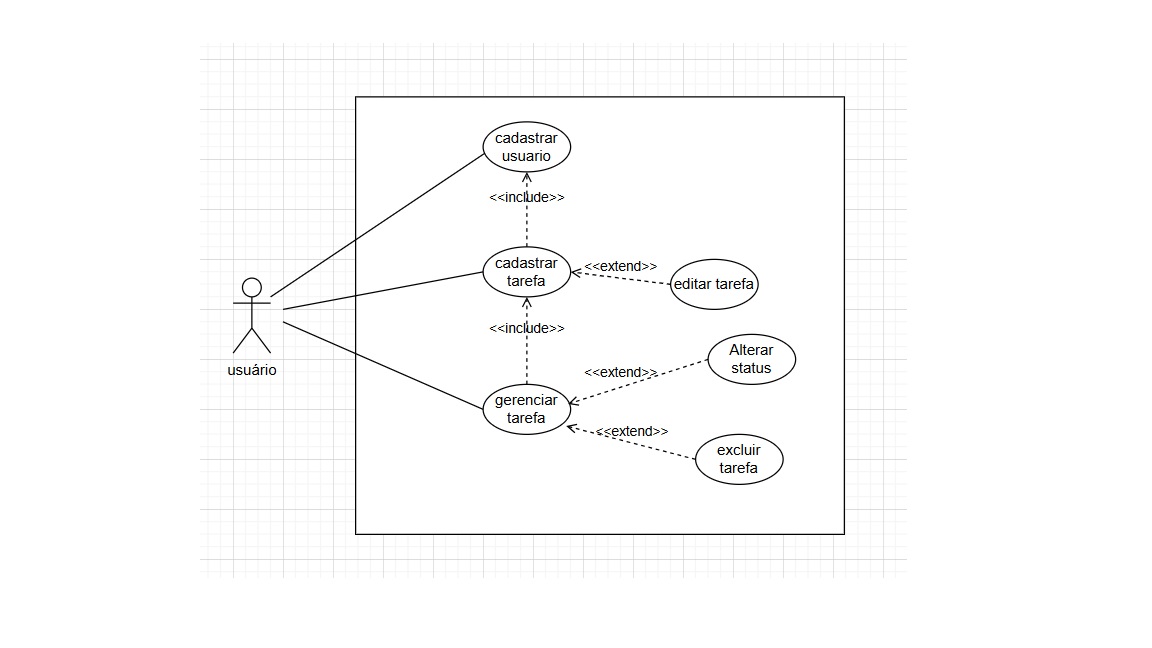 cadastrar
usuario
<<include>>
cadastrar
tarefa
<<extend>>
editar tarefa
<<include>>
Alterar
status
<<extend>>
usuário
gerenciar
tarefa
<<extend>>
excluir
tarefa